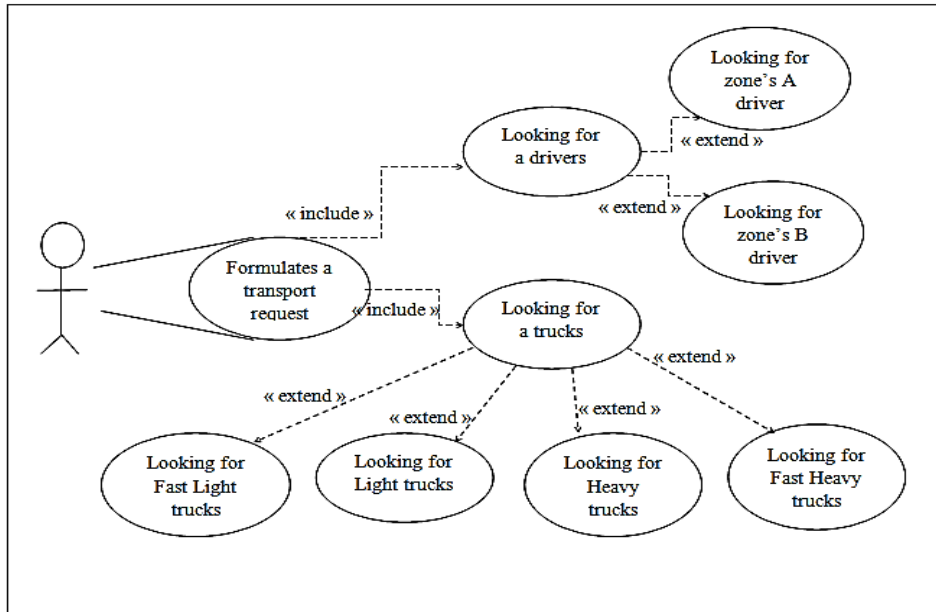 Looking for
zone's A
driver
Looking for
a drivers
« extend »
« include »
« extend »
Looking for
zone's B
driver
Formulates a
transport
request
« include »
Looking for
a trucks
« extend »
« extend »
« extend »
« extend »
Looking for
Fast Light
trucks
Looking for
Light trucks
Looking for
Heavy
trucks
Looking for
Fast Heavy
trucks